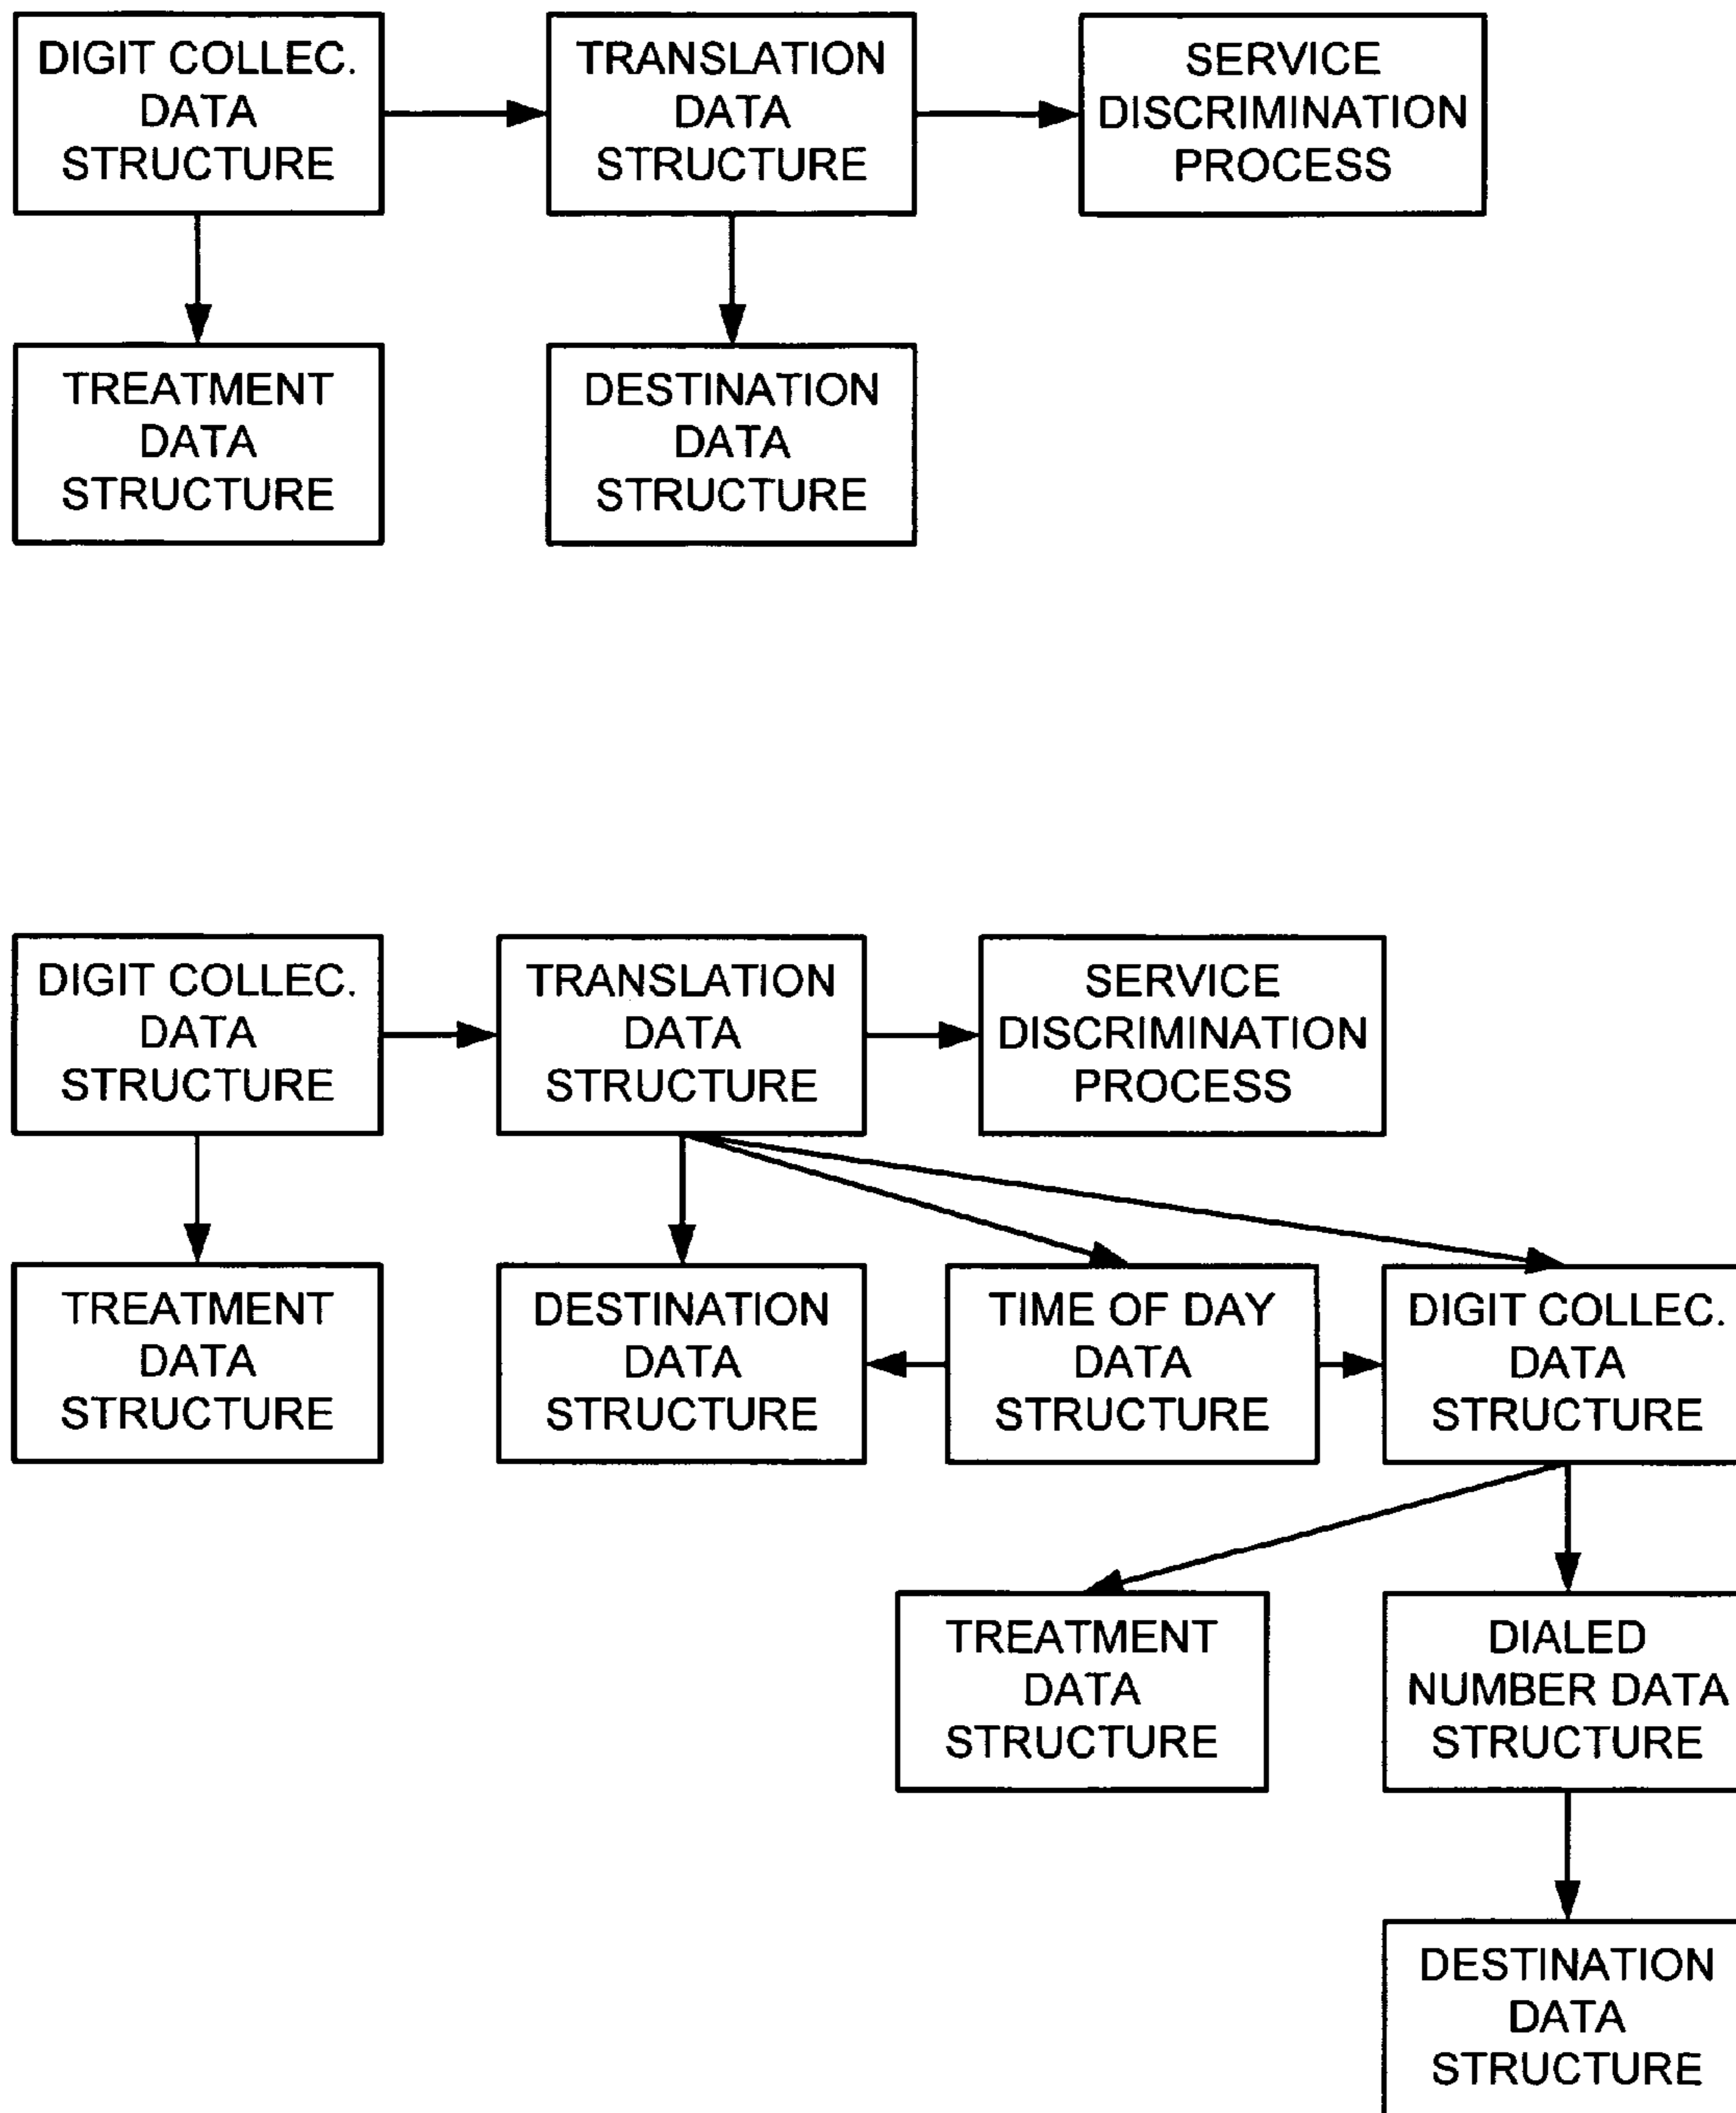 DIGIT COLLEC.
DATA
STRUCTURE
TRANSLATION
DATA
STRUCTURE
SERVICE
DISCRIMINATION
PROCESS
TREATMENT
DATA
STRUCTURE
DESTINATION
DATA
STRUCTURE
DIGIT COLLEC.
DATA
STRUCTURE
TRANSLATION
DATA
STRUCTURE
SERVICE
DISCRIMINATION
PROCESS
TREATMENT
DATA
STRUCTURE
DESTINATION
DATA
STRUCTURE
TIME OF DAY
DATA
STRUCTURE
DIGIT COLLEC.
DATA
STRUCTURE
TREATMENT
DATA
STRUCTURE
DIALED
NUMBER DATA
STRUCTURE
DESTINATION
DATA
STRUCTURE